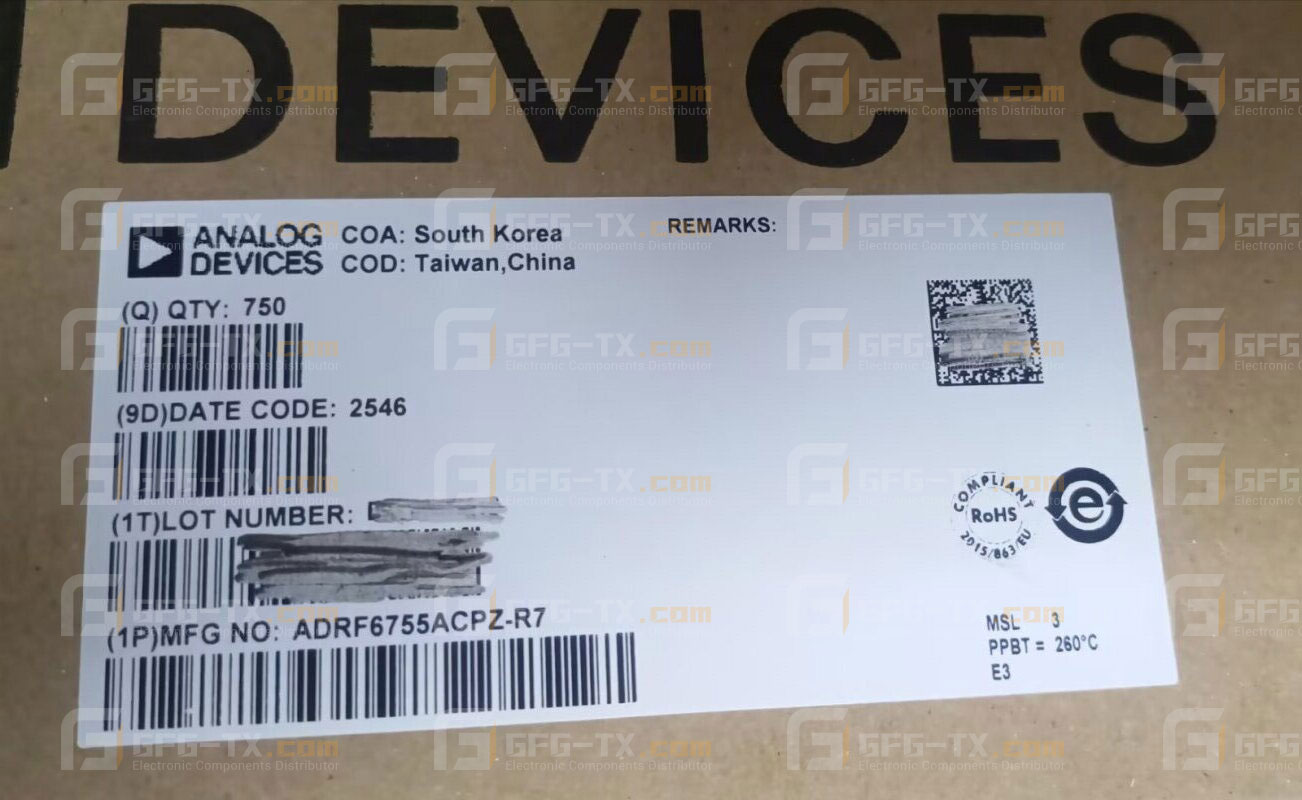 DEVICES
ANALOG DEVICES
COA: South Korea
COD: Taiwan,China
REMARKS:
(Q) QTY: 750
(9D)DATE CODE: 2546
(1T)LOT NUMBER:
(1P)MFG NO: ADRF6755ACPZ-R7
COMPLIANT
RoHS
2015/863/EU
e
MSL 3
PPBT = 260°C
E3
GFG-TX.com
Electronic Components Distributor